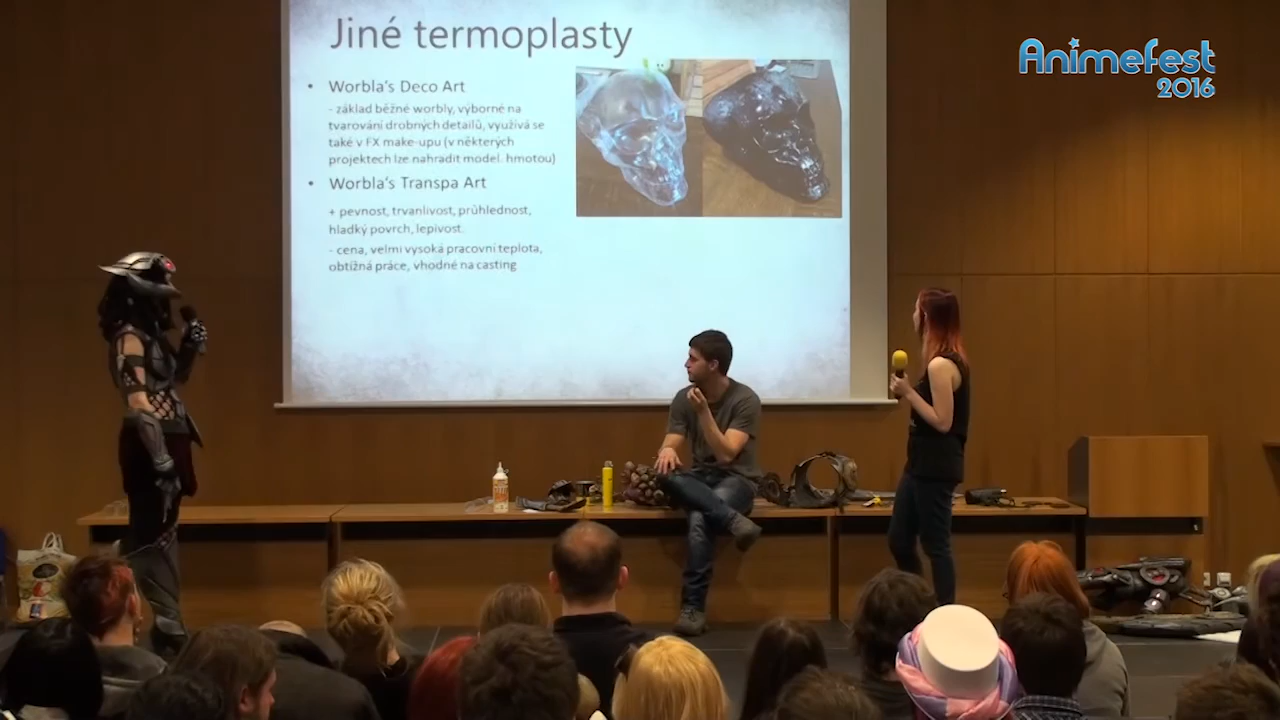 Jiné termoplasty
• Worbla's Deco Art
- základ běžné worbly, výborné na
tvarování drobných detailů, využívá se
také v FX make-upu (v některých
projektech lze nahradit model. hmotou)
• Worbla's Transpa Art
+ pevnost, trvanlivost, průhlednost,
hladký povrch, lepivost.
- cena, velmi vysoká pracovní teplota,
obtížná práce, vhodné na casting
AnimeFest
2016